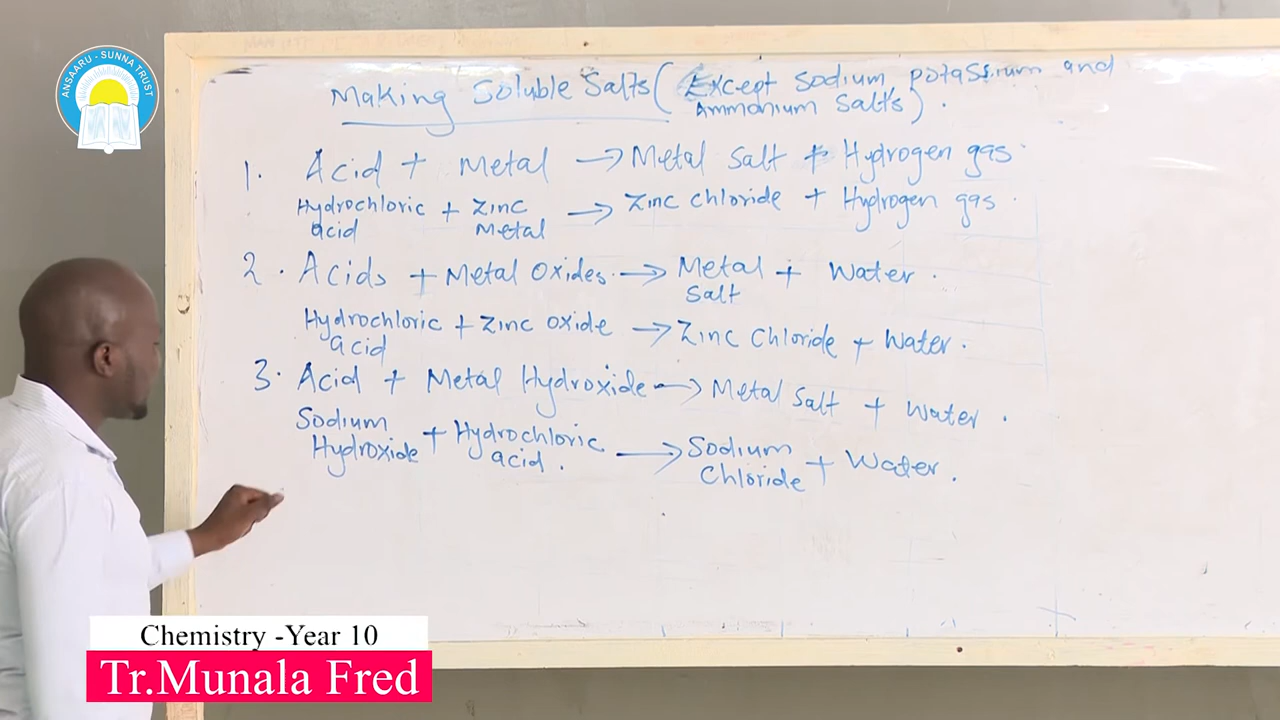 ANSAARU - SUNNA TRUST
Making Soluble Salts (Except Sodium, potassium and
Ammonium Salts).
1. Acid + Metal → Metal Salt + Hydrogen gas.
Hydrochloric + Zinc → Zinc chloride + Hydrogen gas.
acid Metal
2. Acids + Metal Oxides. → Metal + Water.
Salt
Hydrochloric + Zinc oxide → Zinc Chloride + Water.
acid
3. Acid + Metal Hydroxide → Metal Salt + Water.
Sodium + Hydrochloric → Sodium + Water.
Hydroxide acid. Chloride
Chemistry -Year 10
Tr.Munala Fred